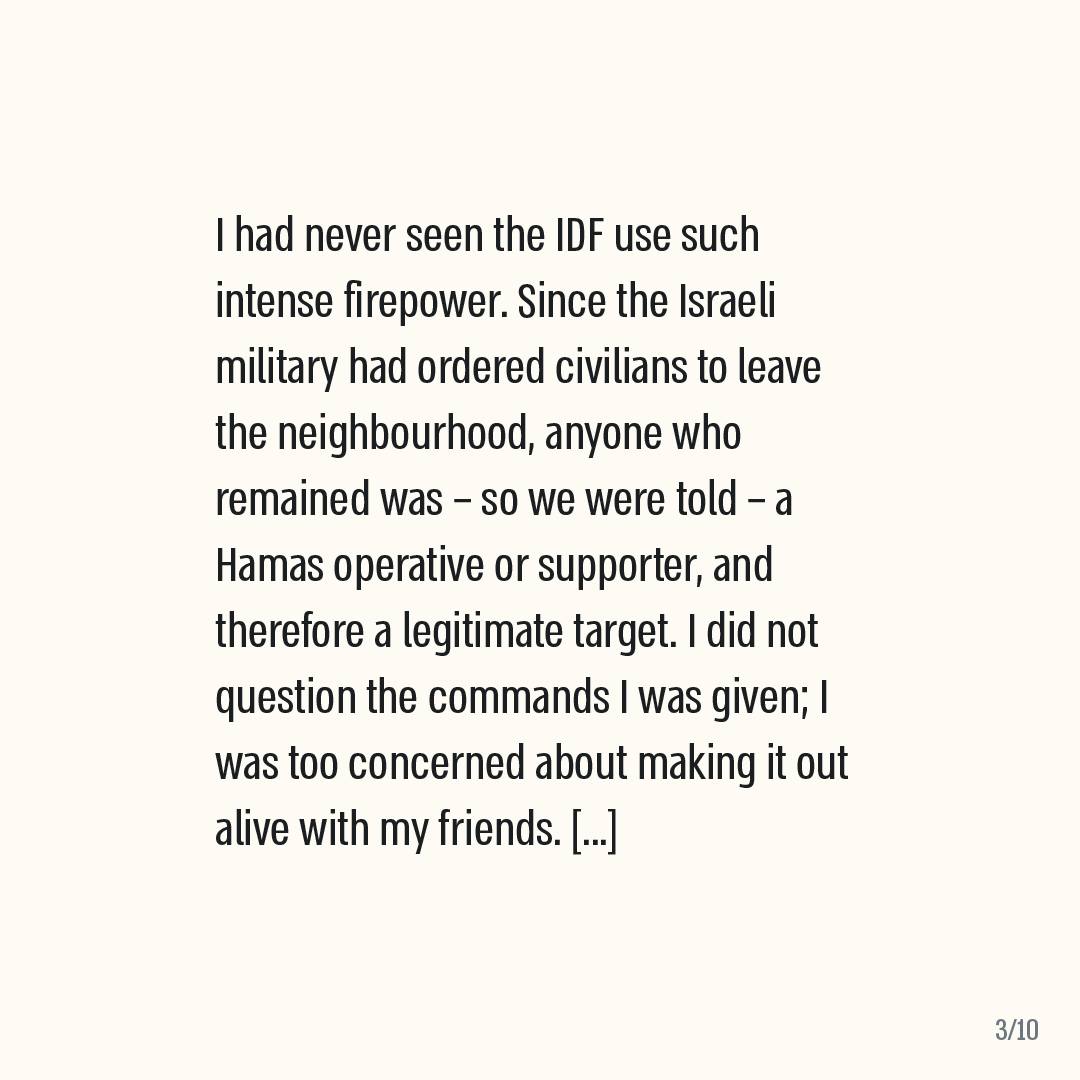 I had never seen the IDF use such
intense firepower. Since the Israeli
military had ordered civilians to leave
the neighbourhood, anyone who
remained was – so we were told – a
Hamas operative or supporter, and
therefore a legitimate target. I did not
question the commands I was given; I
was too concerned about making it out
alive with my friends. [...]
3/10